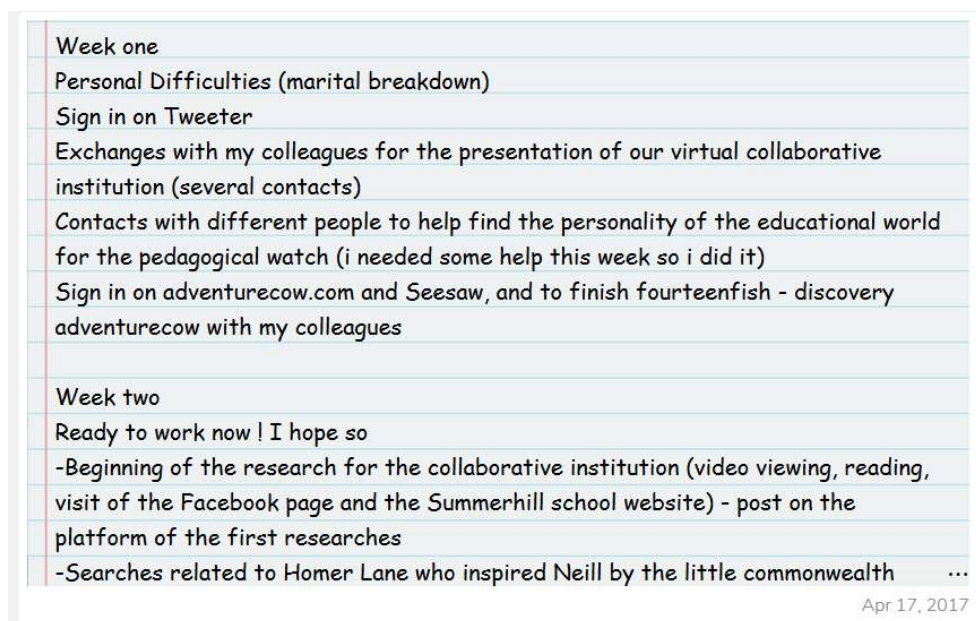 Week one
Personal Difficulties (marital breakdown)
Sign in on Tweeter
Exchanges with my colleagues for the presentation of our virtual collaborative
institution (several contacts)
Contacts with different people to help find the personality of the educational world
for the pedagogical watch (i needed some help this week so i did it)
Sign in on adventurecow.com and Seesaw, and to finish fourteenfish - discovery
adventurecow with my colleagues
Week two
Ready to work now ! I hope so
-Beginning of the research for the collaborative institution (video viewing, reading,
visit of the Facebook page and the Summerhill school website) - post on the
platform of the first researches
-Searches related to Homer Lane who inspired Neill by the little commonwealth ...
Apr 17, 2017